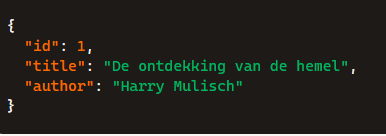 {
  "id": 1,
  "title": "De ontdekking van de hemel",
  "author": "Harry Mulisch"
}